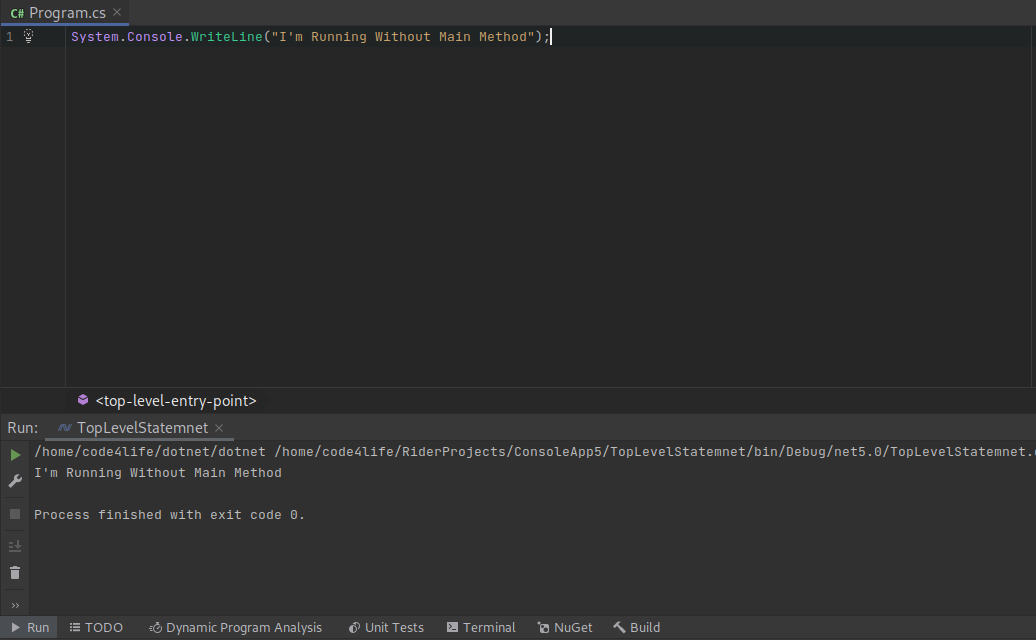 C# Program.cs
1 System.Console.WriteLine("I'm Running Without Main Method");
<top-level-entry-point>
Run: TopLevelStatemnet
/home/code4life/dotnet/dotnet /home/code4life/RiderProjects/ConsoleApp5/TopLevelStatemnet/bin/Debug/net5.0/TopLevelStatemnet.
I'm Running Without Main Method
Process finished with exit code 0.
Run TODO Dynamic Program Analysis Unit Tests Terminal NuGet Build